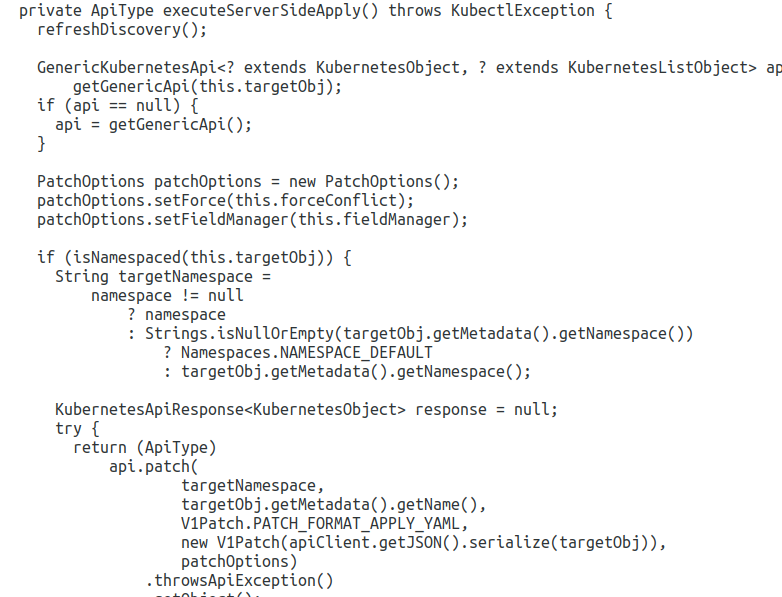 private ApiType executeServerSideApply() throws KubectlException {
  refreshDiscovery();

  GenericKubernetesApi<? extends KubernetesObject, ? extends KubernetesListObject> ap
      getGenericApi(this.targetObj);
  if (api == null) {
    api = getGenericApi();
  }

  PatchOptions patchOptions = new PatchOptions();
  patchOptions.setForce(this.forceConflict);
  patchOptions.setFieldManager(this.fieldManager);

  if (isNamespaced(this.targetObj)) {
    String targetNamespace =
        namespace != null
            ? namespace
            : Strings.isNullOrEmpty(targetObj.getMetadata().getNamespace())
                ? Namespaces.NAMESPACE_DEFAULT
                : targetObj.getMetadata().getNamespace();

    KubernetesApiResponse<KubernetesObject> response = null;
    try {
      return (ApiType)
          api.patch(
                  targetNamespace,
                  targetObj.getMetadata().getName(),
                  V1Patch.PATCH_FORMAT_APPLY_YAML,
                  new V1Patch(apiClient.getJSON().serialize(targetObj)),
                  patchOptions)
              .throwsApiException()